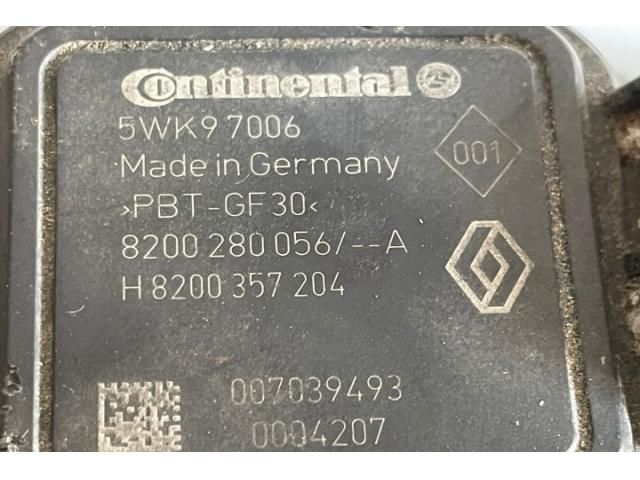 Continental
5WK9 7006
Made in Germany
001
>PBT-GF30<
8200 280 056/--A
H 8200 357 204
007039493
0004207